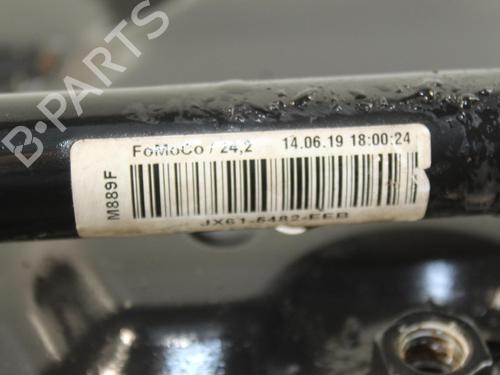 B-PARTS
FoMoCo / 24,2 14.06.19 18:00:24
M889F
JX61-5482-EEB